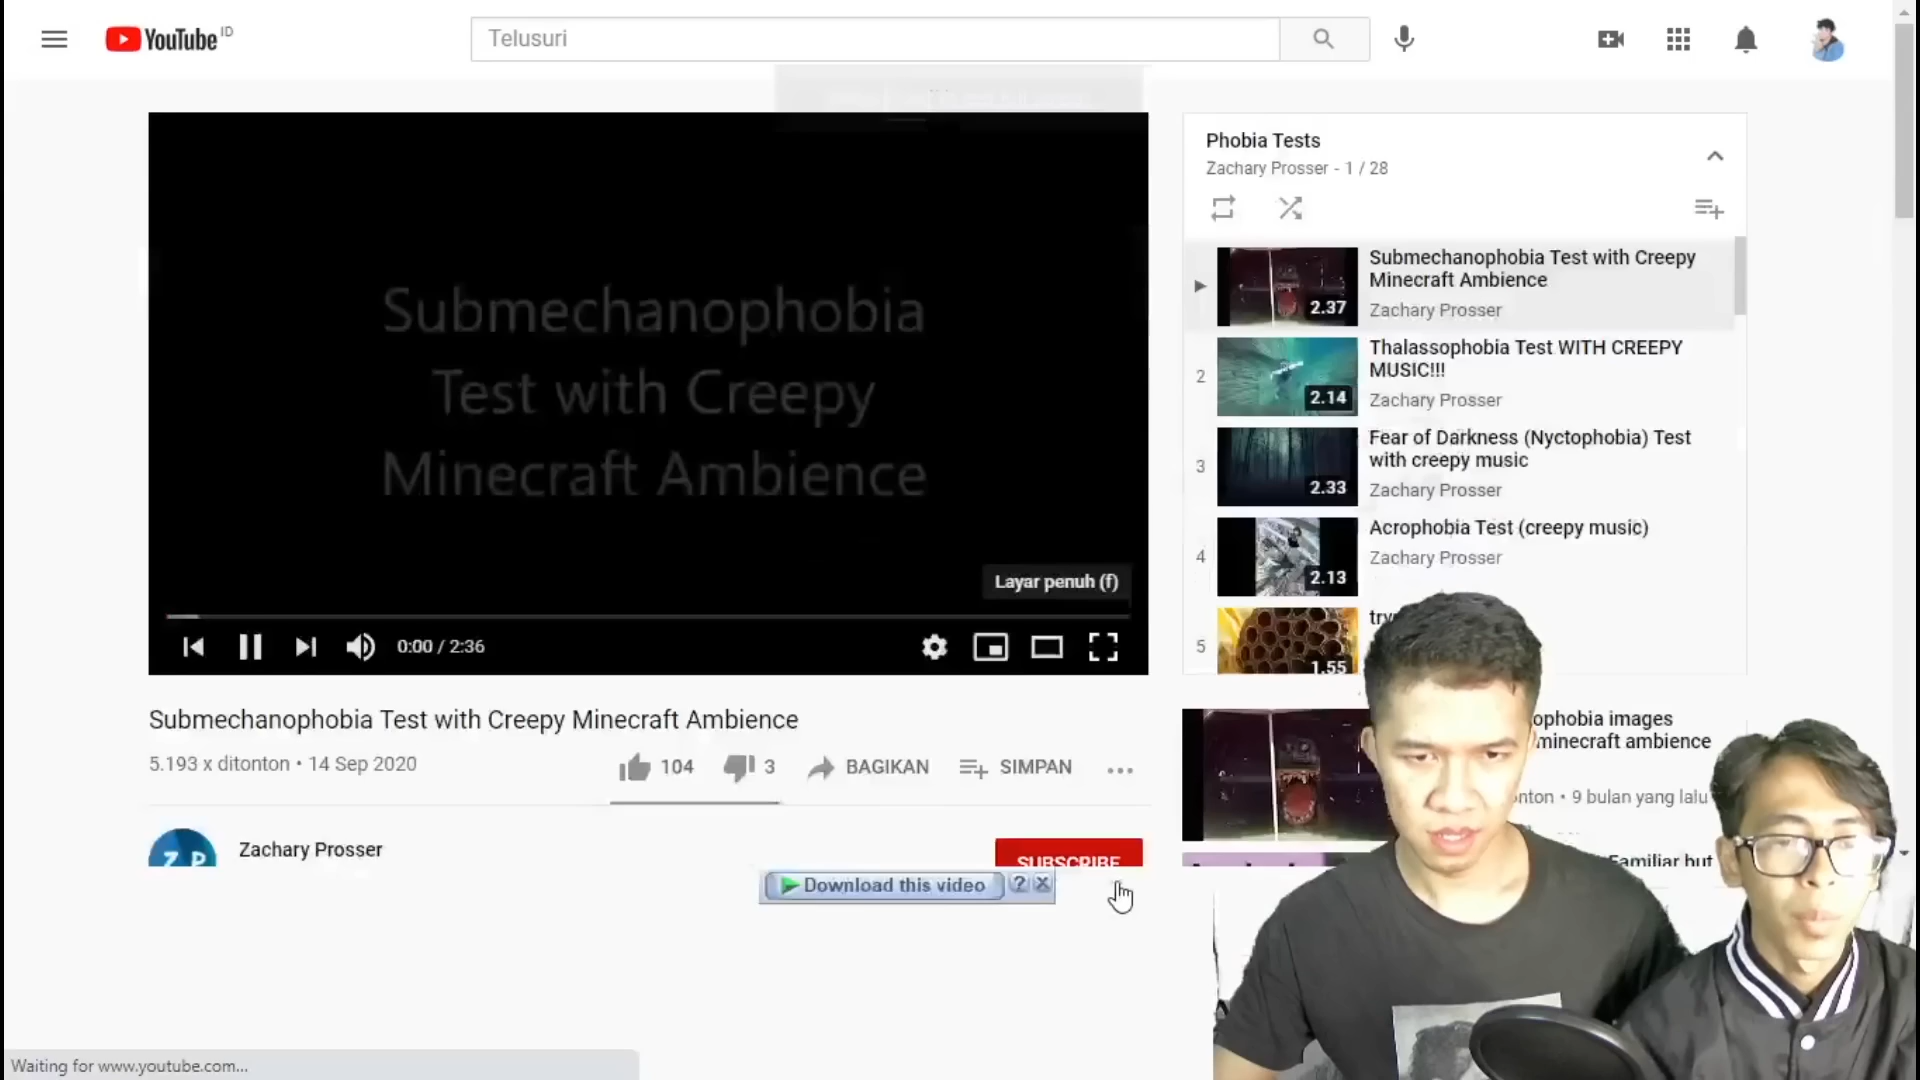 YouTube ID
Telusuri
Submechanophobia
Test with Creepy
Minecraft Ambience
Layar penuh (f)
0:00 / 2:36
Submechanophobia Test with Creepy Minecraft Ambience
5.193 x ditonton • 14 Sep 2020
104
3
BAGIKAN
SIMPAN
ZP
Zachary Prosser
SUBSCRIBE
Download this video
?
Waiting for www.youtube.com...
Phobia Tests
Zachary Prosser - 1 / 28
Submechanophobia Test with Creepy
Minecraft Ambience
Zachary Prosser
2.37
2
Thalassophobia Test WITH CREEPY
MUSIC!!!
Zachary Prosser
2.14
3
Fear of Darkness (Nyctophobia) Test
with creepy music
Zachary Prosser
2.33
4
Acrophobia Test (creepy music)
Zachary Prosser
2.13
5
1.55
ophobia images
minecraft ambience
• 9 bulan yang lalu
Familiar but